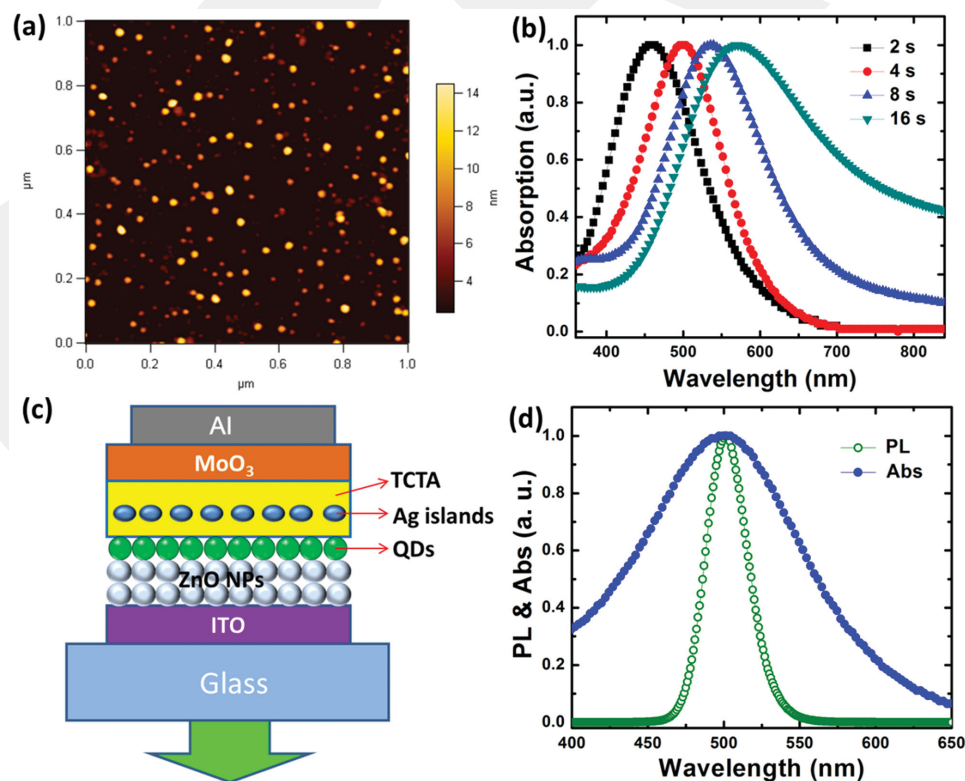 (a)
1.0
0.8
0.6
0.4
0.2
0.0
µm
0.0 0.2 0.4 0.6 0.8 1.0
µm
14
12
10
8
6
4
nm
(b)
1.0
0.8
0.6
0.4
0.2
0.0
Absorption (a.u.)
2 s
4 s
8 s
16 s
400 500 600 700 800
Wavelength (nm)
(c)
Al
MoO₃
TCTA
Ag islands
QDs
ZnO NPs
ITO
Glass
(d)
1.0
0.8
0.6
0.4
0.2
0.0
PL & Abs (a. u.)
PL
Abs
400 450 500 550 600 650
Wavelength (nm)